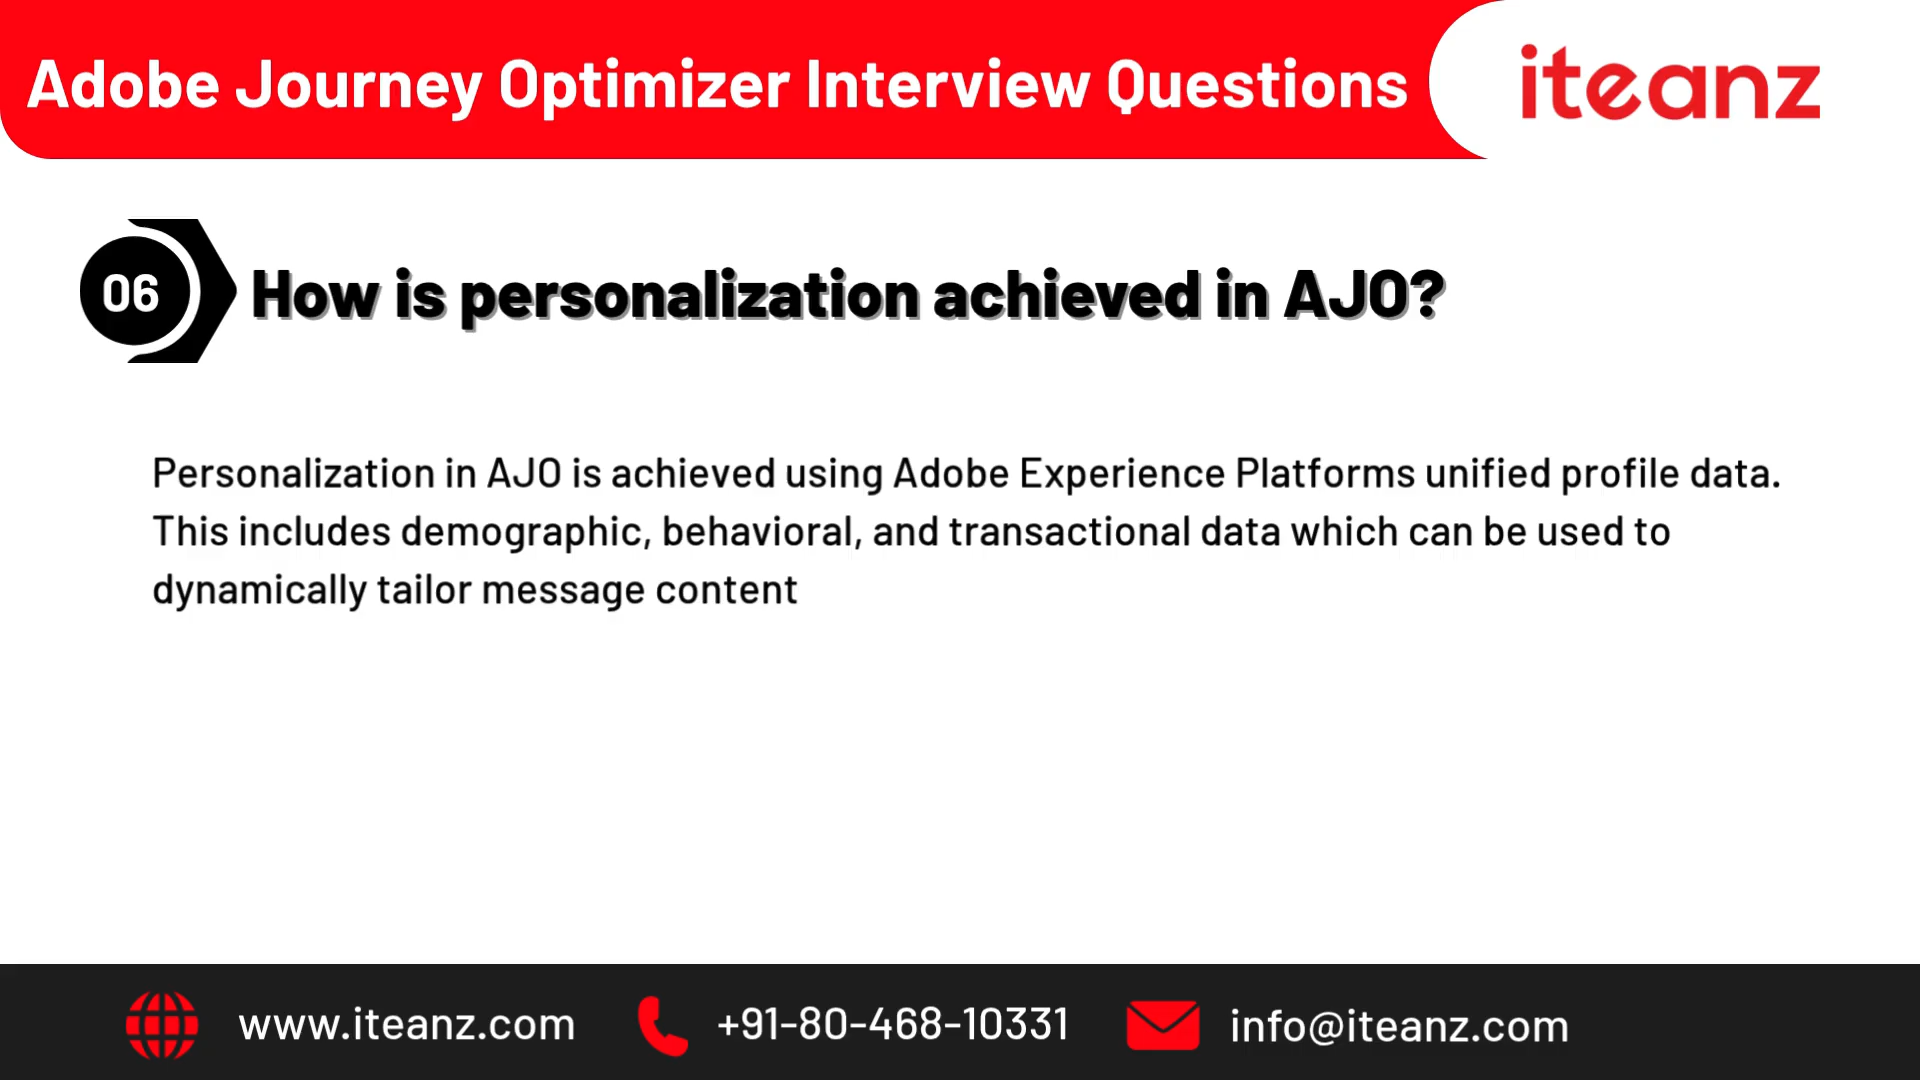 Adobe Journey Optimizer Interview Questions
iteanz
06
How is personalization achieved in AJO?
Personalization in AJO is achieved using Adobe Experience Platforms unified profile data.
This includes demographic, behavioral, and transactional data which can be used to
dynamically tailor message content
www.iteanz.com
+91-80-468-10331
info@iteanz.com